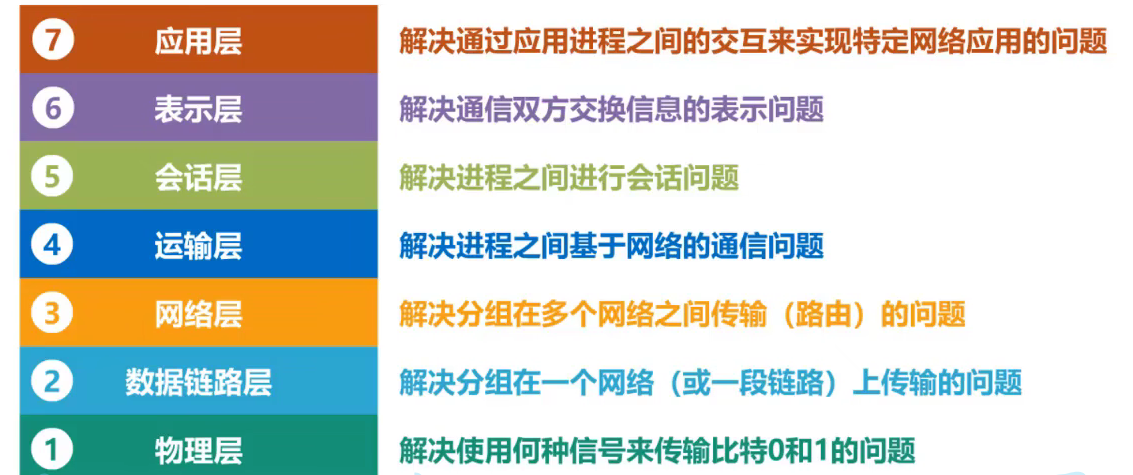 7 应用层 解决通过应用进程之间的交互来实现特定网络应用的问题
6 表示层 解决通信双方交换信息的表示问题
5 会话层 解决进程之间进行会话问题
4 运输层 解决进程之间基于网络的通信问题
3 网络层 解决分组在多个网络之间传输（路由）的问题
2 数据链路层 解决分组在一个网络（或一段链路）上传输的问题
1 物理层 解决使用何种信号来传输比特0和1的问题